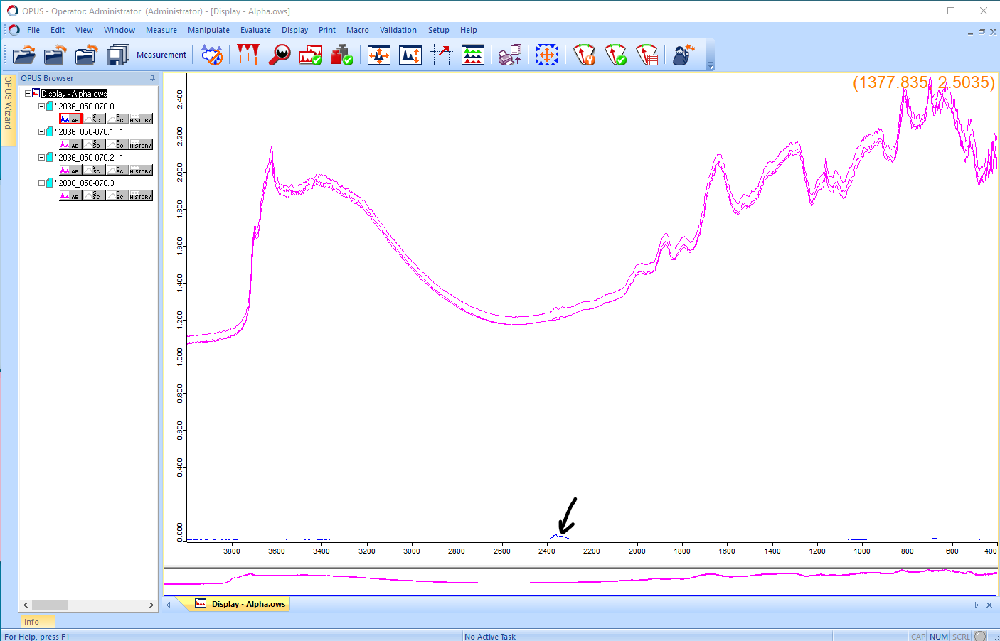 OPUS - Operator: Administrator (Administrator) - [Display - Alpha.ows]
File Edit View Window Measure Manipulate Evaluate Display Print Macro Validation Setup Help
Measurement
OPUS Wizard
OPUS Browser
Display - Alpha.ows
"2036_050-070.0" 1
AB S SC R SC HISTORY
"2036_050-070.1" 1
AB S SC R SC HISTORY
"2036_050-070.2" 1
AB S SC R SC HISTORY
"2036_050-070.3" 1
AB S SC R SC HISTORY
(1377.835, 2.5035)
2.400
2.200
2.000
1.800
1.600
1.400
1.200
1.000
0.800
0.600
0.400
0.000
3800 3600 3400 3200 3000 2800 2600 2400 2200 2000 1800 1600 1400 1200 1000 800 600 400
Display - Alpha.ows
Info
For Help, press F1
No Active Task
CAP NUM SCRL